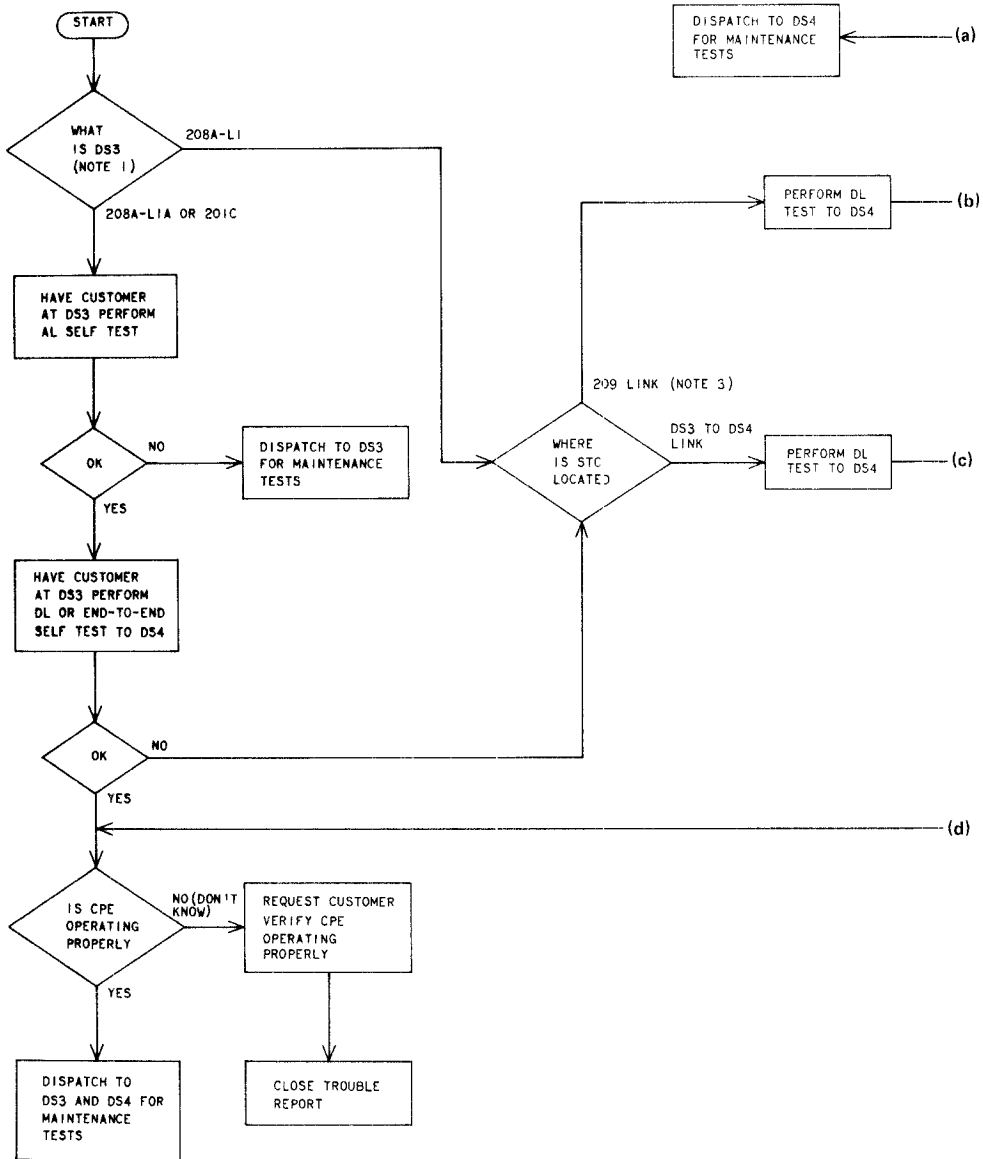 START
DISPATCH TO DS4
FOR MAINTENANCE
TESTS
(a)
WHAT
IS DS3
(NOTE 1)
208A-L1
208A-L1A OR 201C
PERFORM DL
TEST TO DS4
(b)
HAVE CUSTOMER
AT DS3 PERFORM
AL SELF TEST
209 LINK (NOTE 3)
OK
NO
YES
DISPATCH TO DS3
FOR MAINTENANCE
TESTS
WHERE
IS STC
LOCATED
DS3 TO DS4
LINK
PERFORM DL
TEST TO DS4
(c)
HAVE CUSTOMER
AT DS3 PERFORM
DL OR END-TO-END
SELF TEST TO DS4
OK
NO
YES
(d)
IS CPE
OPERATING
PROPERLY
NO (DON'T
KNOW)
YES
REQUEST CUSTOMER
VERIFY CPE
OPERATING
PROPERLY
DISPATCH TO
DS3 AND DS4 FOR
MAINTENANCE
TESTS
CLOSE TROUBLE
REPORT